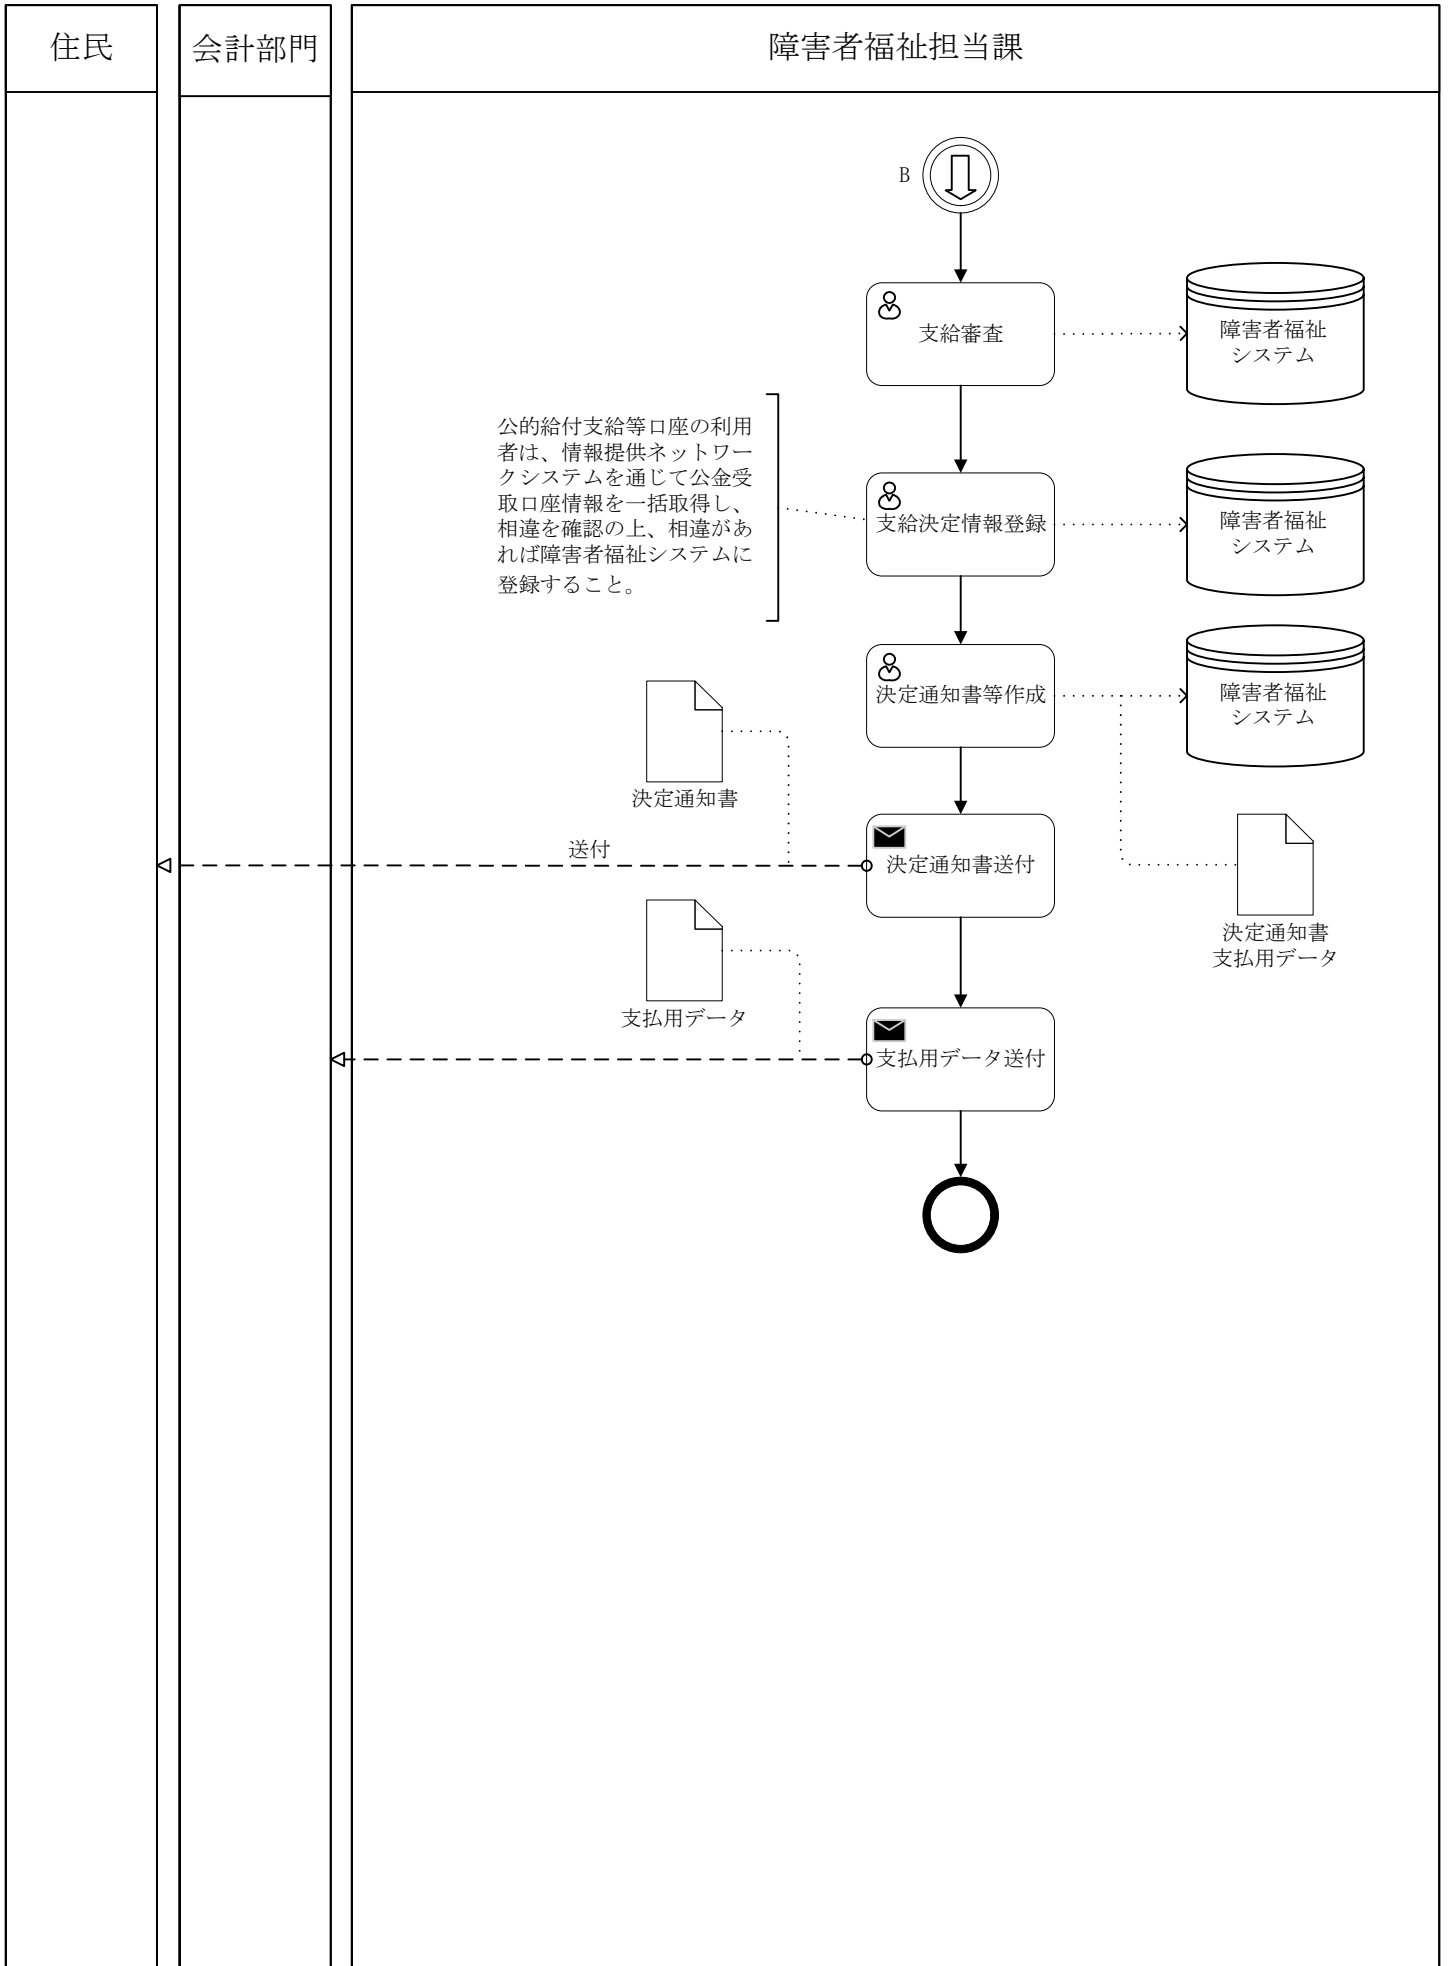 住民
会計部門
障害者福祉担当課
B
支給審査
障害者福祉
システム
公的給付支給等口座の利用
者は、情報提供ネットワー
クシステムを通じて公金受
取口座情報を一括取得し、
相違を確認の上、相違があ
れば障害者福祉システムに
登録すること。
支給決定情報登録
障害者福祉
システム
決定通知書等作成
障害者福祉
システム
決定通知書
送付
決定通知書送付
決定通知書
支払用データ
支払用データ
支払用データ送付